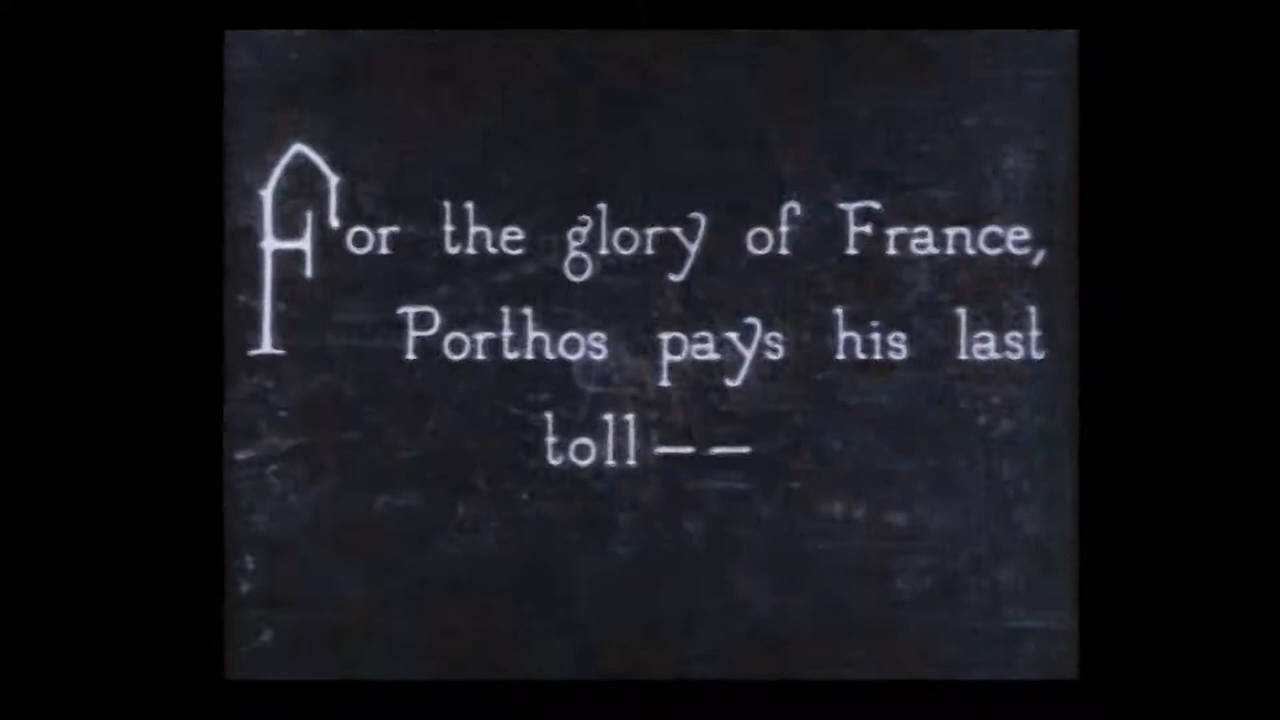 For the glory of France,
Porthos pays his last
toll--